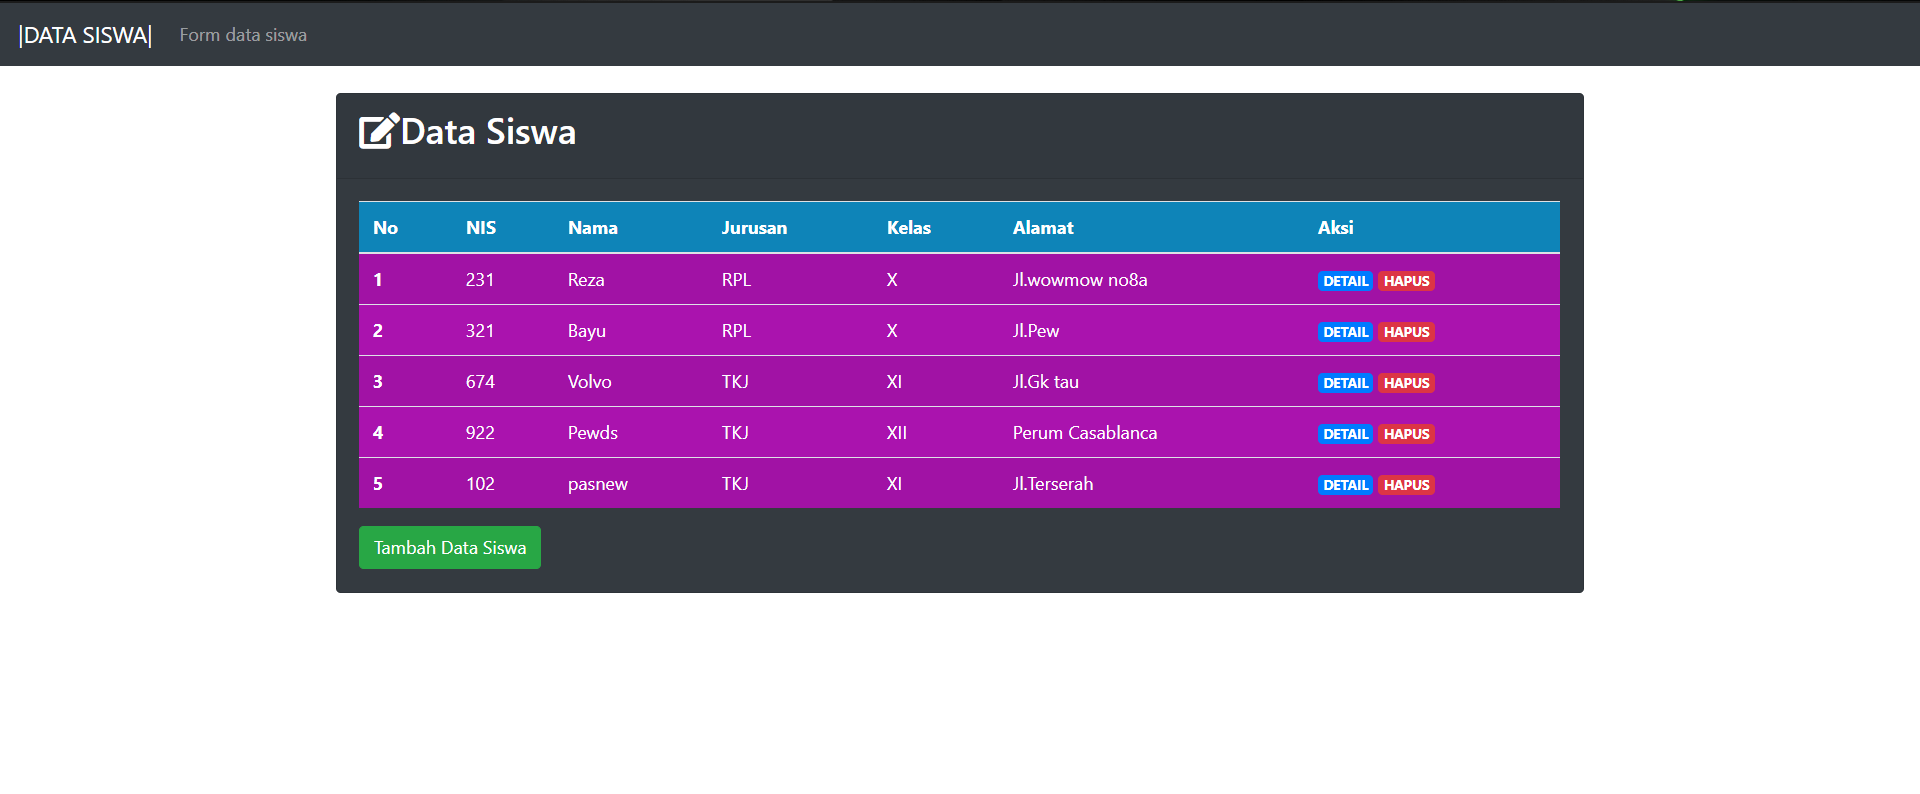 |DATA SISWA| Form data siswa
Data Siswa
No NIS Nama Jurusan Kelas Alamat Aksi
1 231 Reza RPL X Jl.wowmow no8a DETAIL HAPUS
2 321 Bayu RPL X Jl.Pew DETAIL HAPUS
3 674 Volvo TKJ XI Jl.Gk tau DETAIL HAPUS
4 922 Pewds TKJ XII Perum Casablanca DETAIL HAPUS
5 102 pasnew TKJ XI Jl.Terserah DETAIL HAPUS
Tambah Data Siswa